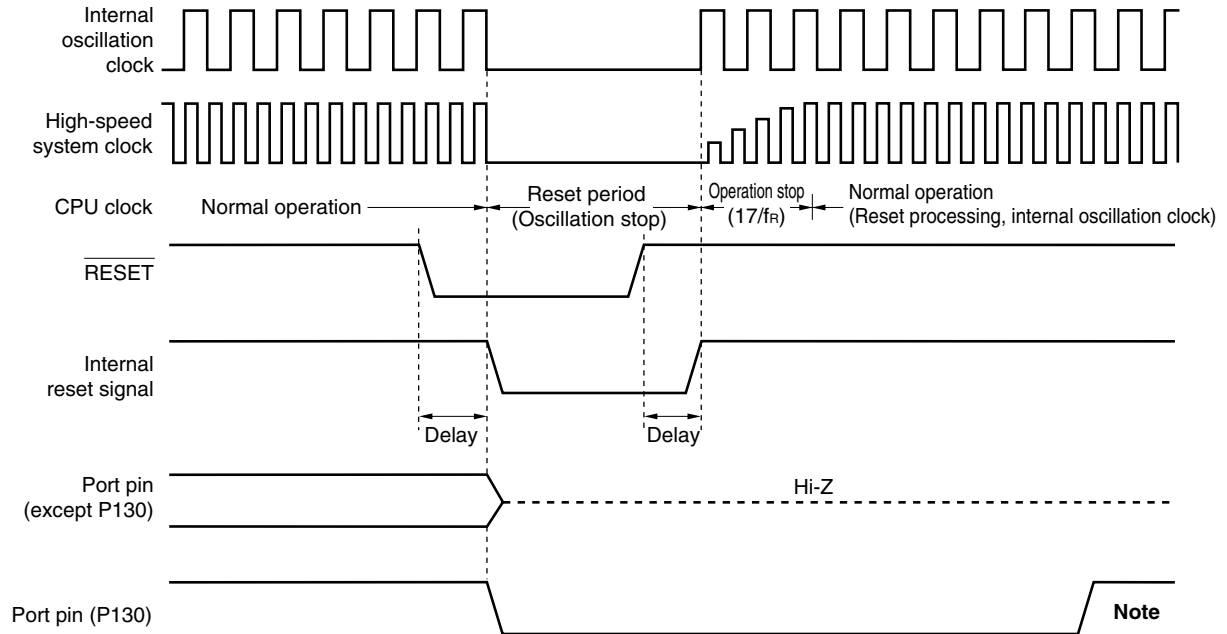 Internal
oscillation
clock
High-speed
system clock
CPU clock
Normal operation
Reset period
(Oscillation stop)
Operation stop
(17/fR)
Normal operation
(Reset processing, internal oscillation clock)
RESET
Internal
reset signal
Delay
Delay
Port pin
(except P130)
Hi-Z
Port pin (P130)
Note